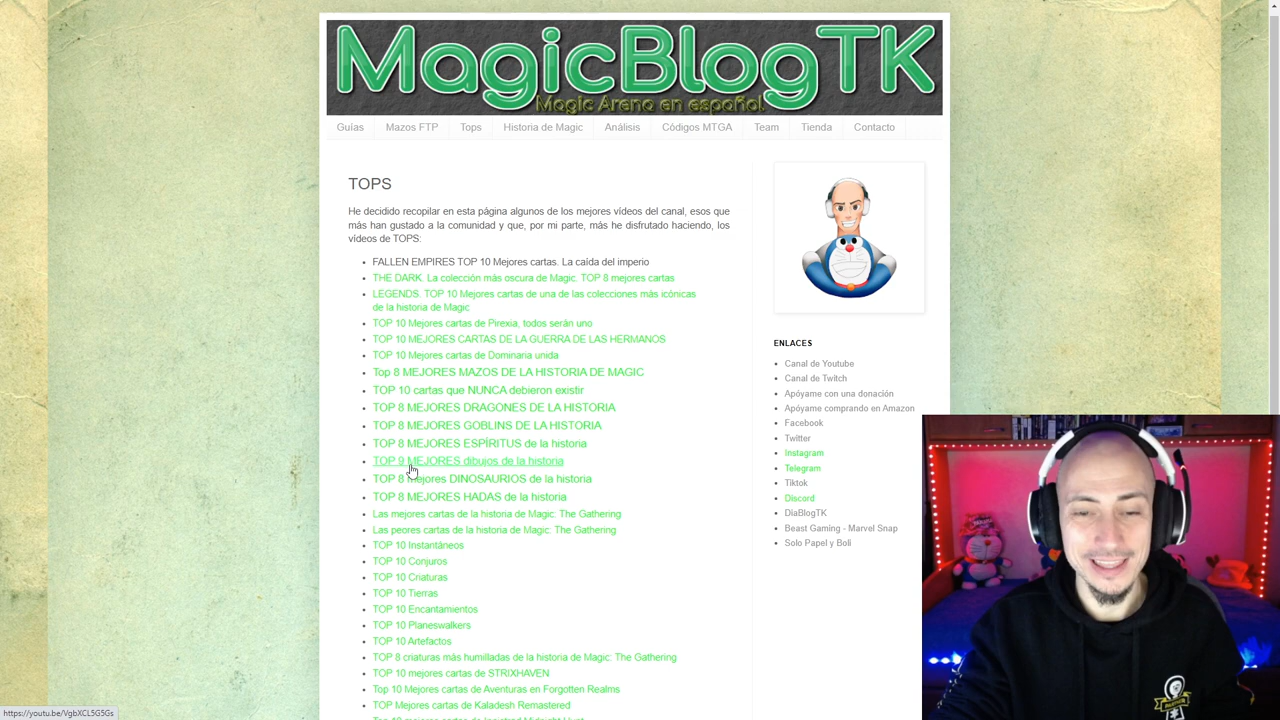 MagicBlogTK
Magic Arena en español.
Guías
Mazos FTP
Tops
Historia de Magic
Análisis
Códigos MTGA
Team
Tienda
Contacto
TOPS
He decidido recopilar en esta página algunos de los mejores vídeos del canal, esos que
más han gustado a la comunidad y que, por mi parte, más he disfrutado haciendo, los
vídeos de TOPS:
FALLEN EMPIRES TOP 10 Mejores cartas. La caída del imperio
THE DARK. La colección más oscura de Magic. TOP 8 mejores cartas
LEGENDS. TOP 10 Mejores cartas de una de las colecciones más icónicas
de la historia de Magic
TOP 10 Mejores cartas de Pirexia, todos serán uno
TOP 10 MEJORES CARTAS DE LA GUERRA DE LAS HERMANOS
TOP 10 Mejores cartas de Dominaria unida
Top 8 MEJORES MAZOS DE LA HISTORIA DE MAGIC
TOP 10 cartas que NUNCA debieron existir
TOP 8 MEJORES DRAGONES DE LA HISTORIA
TOP 8 MEJORES GOBLINS DE LA HISTORIA
TOP 8 MEJORES ESPÍRITUS de la historia
TOP 9 MEJORES dibujos de la historia
TOP 8 mejores DINOSAURIOS de la historia
TOP 8 MEJORES HADAS de la historia
Las mejores cartas de la historia de Magic: The Gathering
Las peores cartas de la historia de Magic: The Gathering
TOP 10 Instantáneos
TOP 10 Conjuros
TOP 10 Criaturas
TOP 10 Tierras
TOP 10 Encantamientos
TOP 10 Planeswalkers
TOP 10 Artefactos
TOP 8 criaturas más humilladas de la historia de Magic: The Gathering
TOP 10 mejores cartas de STRIXHAVEN
Top 10 Mejores cartas de Aventuras en Forgotten Realms
TOP Mejores cartas de Kaladesh Remastered
Top 10 mejores cartas de Innistrad Midnight Hunt
ENLACES
Canal de Youtube
Canal de Twitch
Apóyame con una donación
Apóyame comprando en Amazon
Facebook
Twitter
Instagram
Telegram
Tiktok
Discord
DiaBlogTK
Beast Gaming - Marvel Snap
Solo Papel y Boli
https://youtu.be/VgbXCL5G5Gs